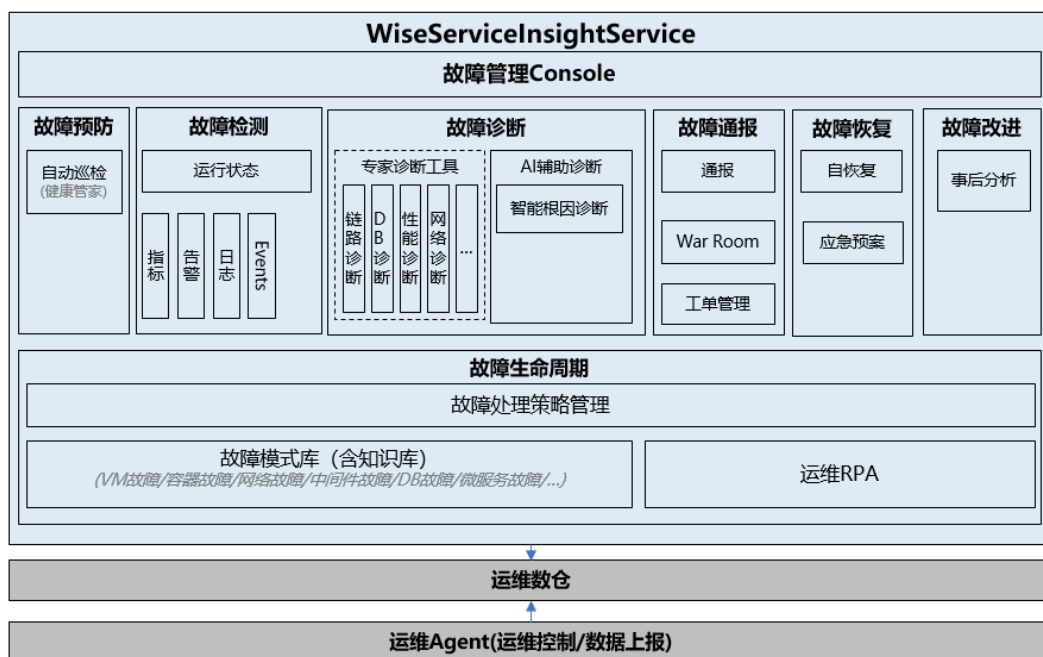 WiseServiceInsightService
故障管理Console
故障预防
自动巡检
(健康管家)
故障检测
运行状态
指标
告警
日志
Events
故障诊断
专家诊断工具
链路诊断
DB诊断
性能诊断
网络诊断
...
AI辅助诊断
智能根因诊断
故障通报
通报
War Room
工单管理
故障恢复
自恢复
应急预案
故障改进
事后分析
故障生命周期
故障处理策略管理
故障模式库（含知识库）
(VM故障/容器故障/网络故障/中间件故障/DB故障/微服务故障/...)
运维RPA
运维数仓
运维Agent(运维控制/数据上报)